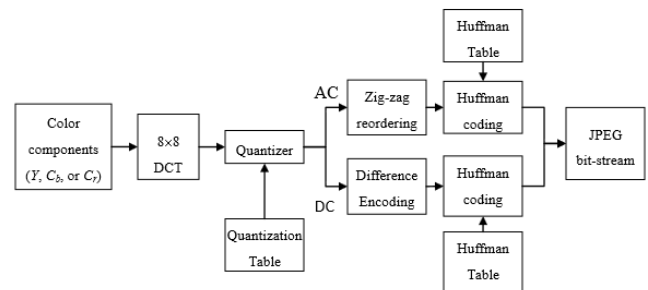 Huffman
Table
AC
Zig-zag
reordering
Huffman
coding
Color
components
(Y, Cb, or Cr)
8×8
DCT
Quantizer
JPEG
bit-stream
DC
Difference
Encoding
Huffman
coding
Quantization
Table
Huffman
Table